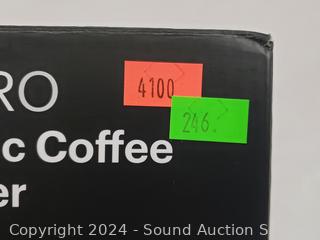 4100
246.
RO
c Coffee
er
Copyright 2024 - Sound Auction S